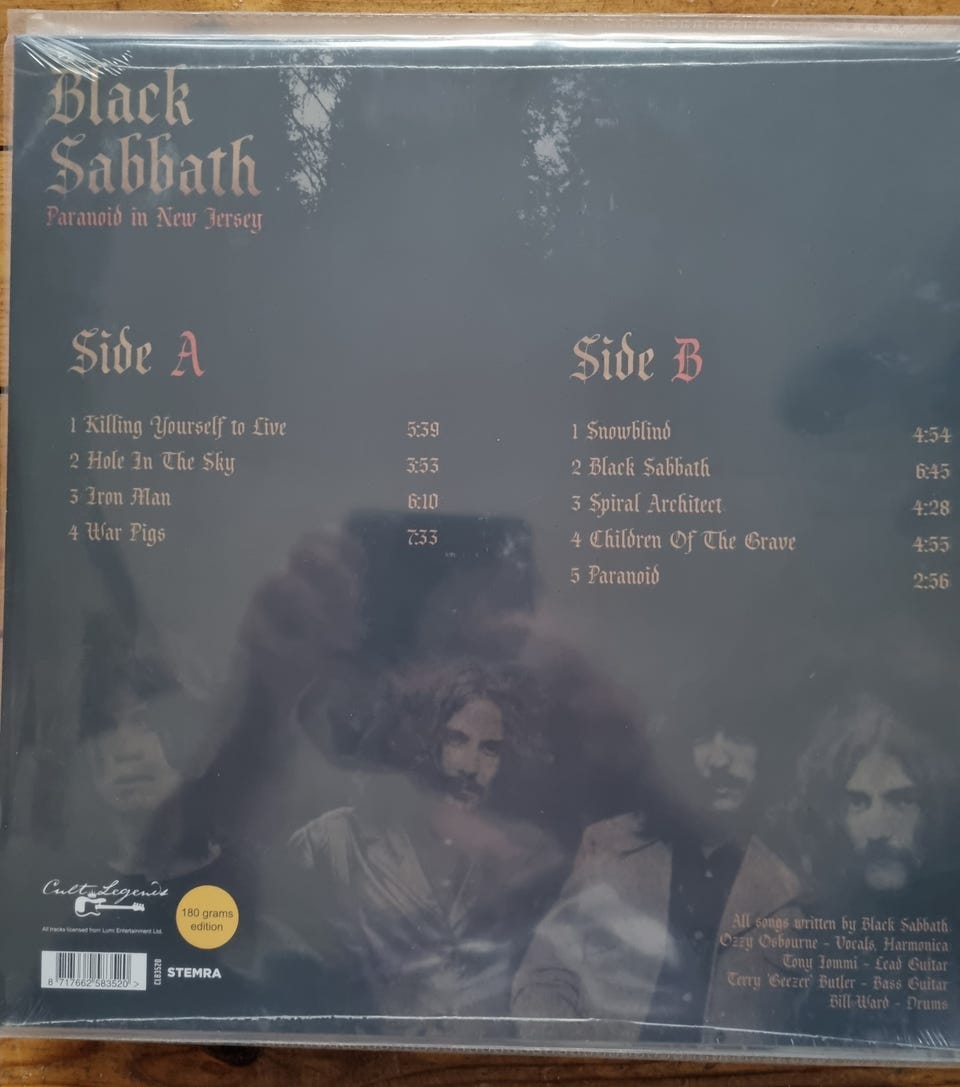 Black
Sabbath
Paranoid in New Jersey
Side A
1 Killing Yourself to Live 5:39
2 Hole In The Sky 3:53
3 Iron Man 6:10
4 War Pigs 7:33
Side B
1 Snowblind 4:54
2 Black Sabbath 6:45
3 Spiral Architect 4:28
4 Children Of The Grave 4:55
5 Paranoid 2:56
Cult Legends
All tracks licensed from Lumi Entertainment Ltd.
180 grams
edition
8 717662 583520 >
CL83520
STEMRA
All songs written by Black Sabbath
Ozzy Osbourne - Vocals, Harmonica
Tony Iommi - Lead Guitar
Terry 'Geezer' Butler - Bass Guitar
Bill Ward - Drums